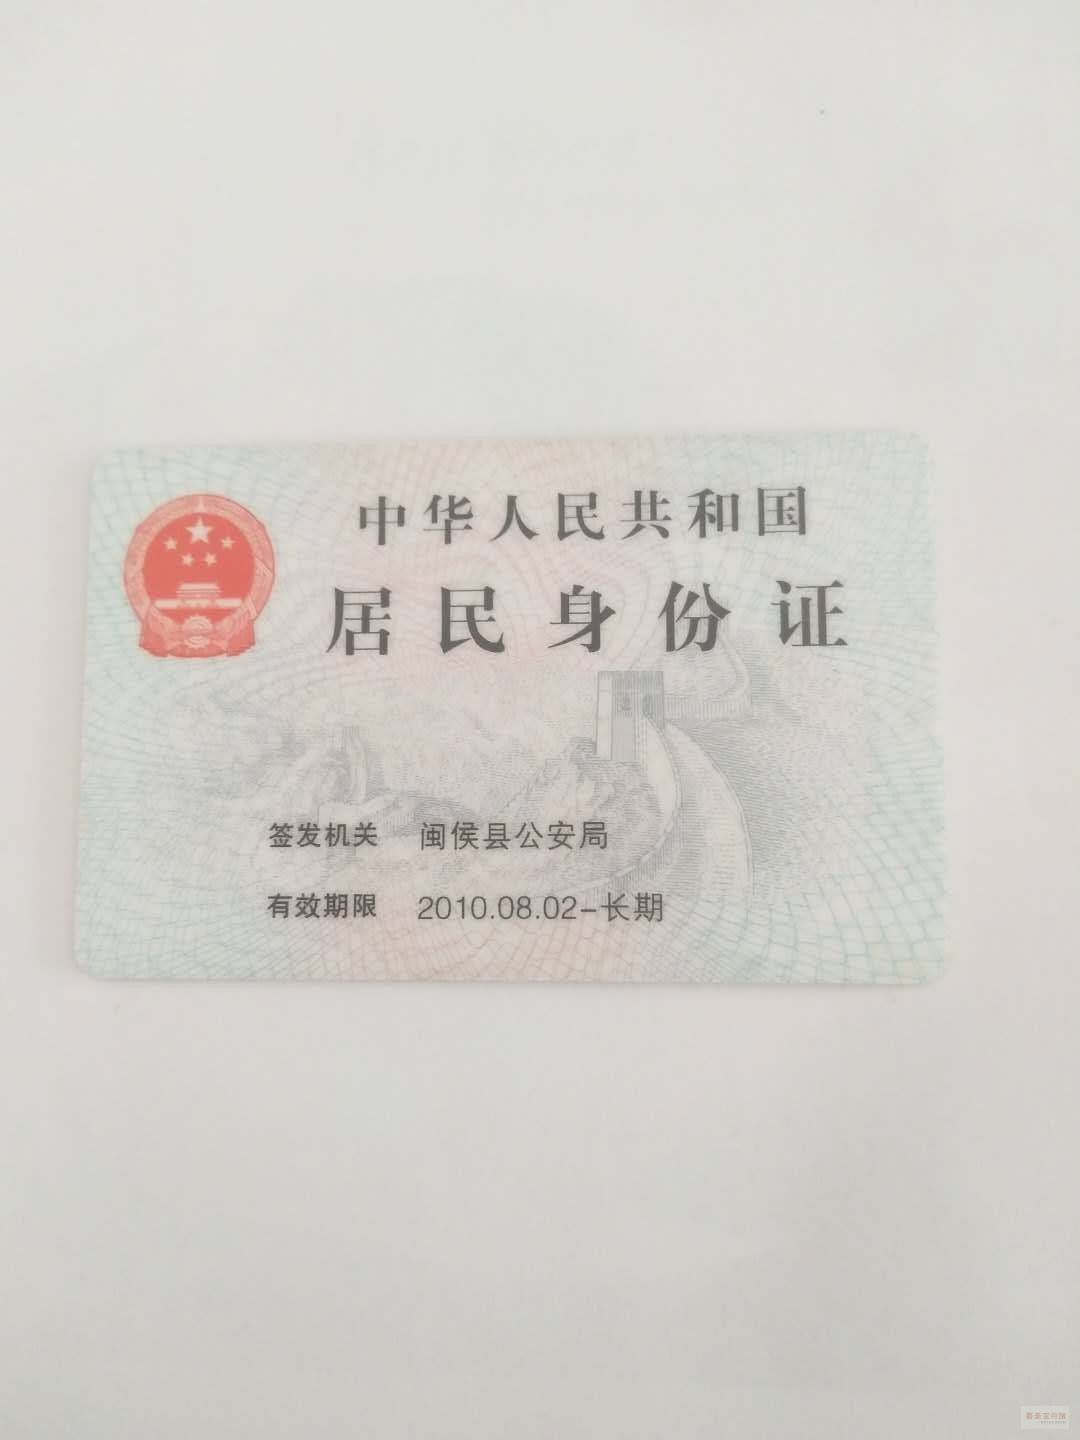 中华人民共和国
居民身份证
签发机关 闽侯县公安局
有效期限 2010.08.02-长期